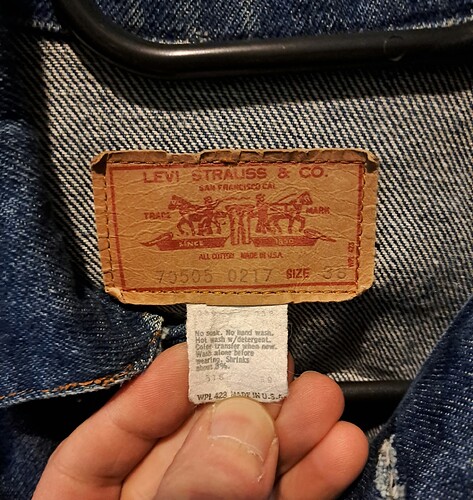 LEVI STRAUSS & CO.
SAN FRANCISCO CAL.
TRADE MARK
SINCE 1850
ALL COTTON MADE IN U.S.A.
70505 0217 SIZE 38
No soak. No hand wash.
Hot wash w/detergent.
Color transfer when new.
Wash alone before
wearing. Shrinks
about 3%.
WPL 423 MADE IN U.S.A.